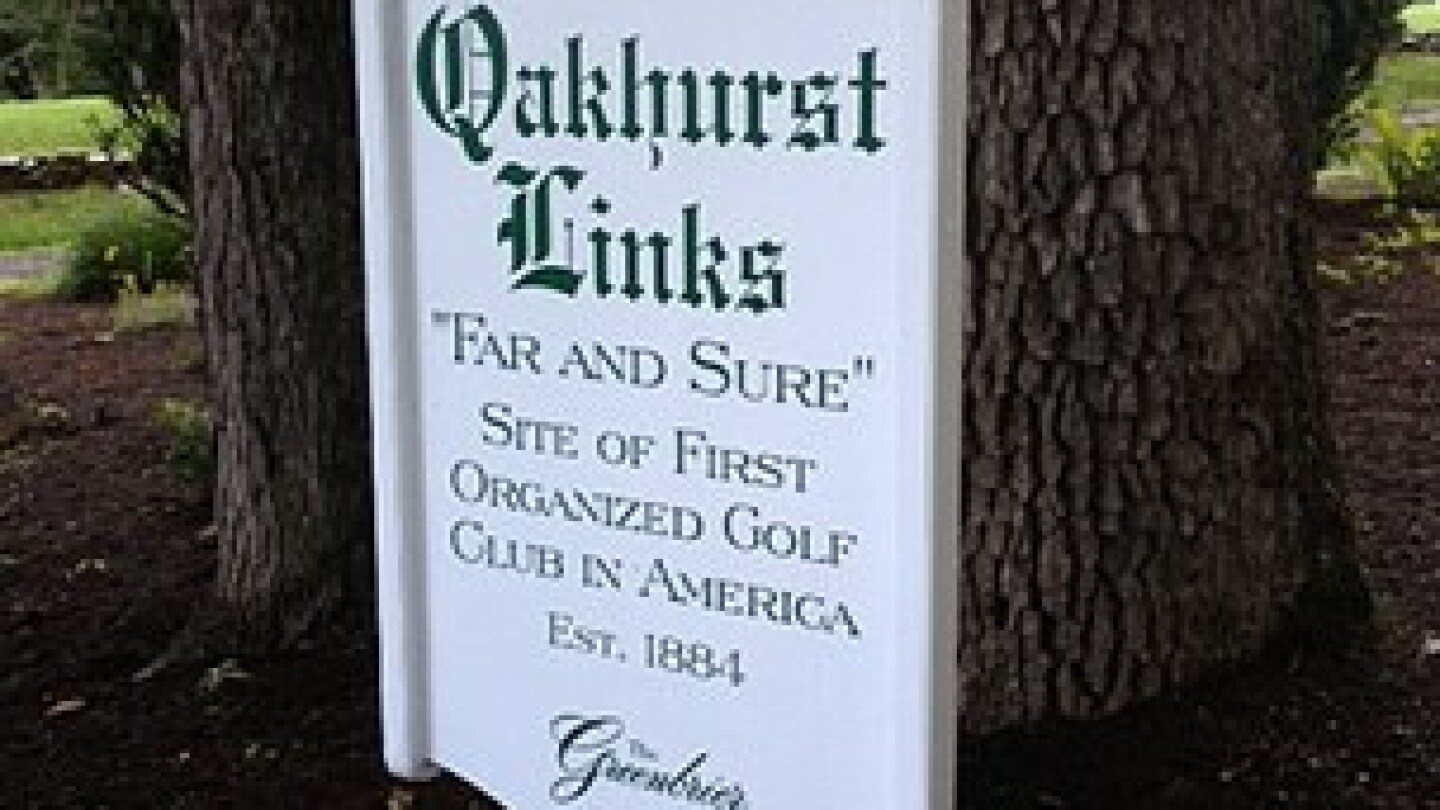 Oakhurst
Links
"Far and Sure"
Site of First
Organized Golf
Club in America
Est. 1884
The
Greenbrier